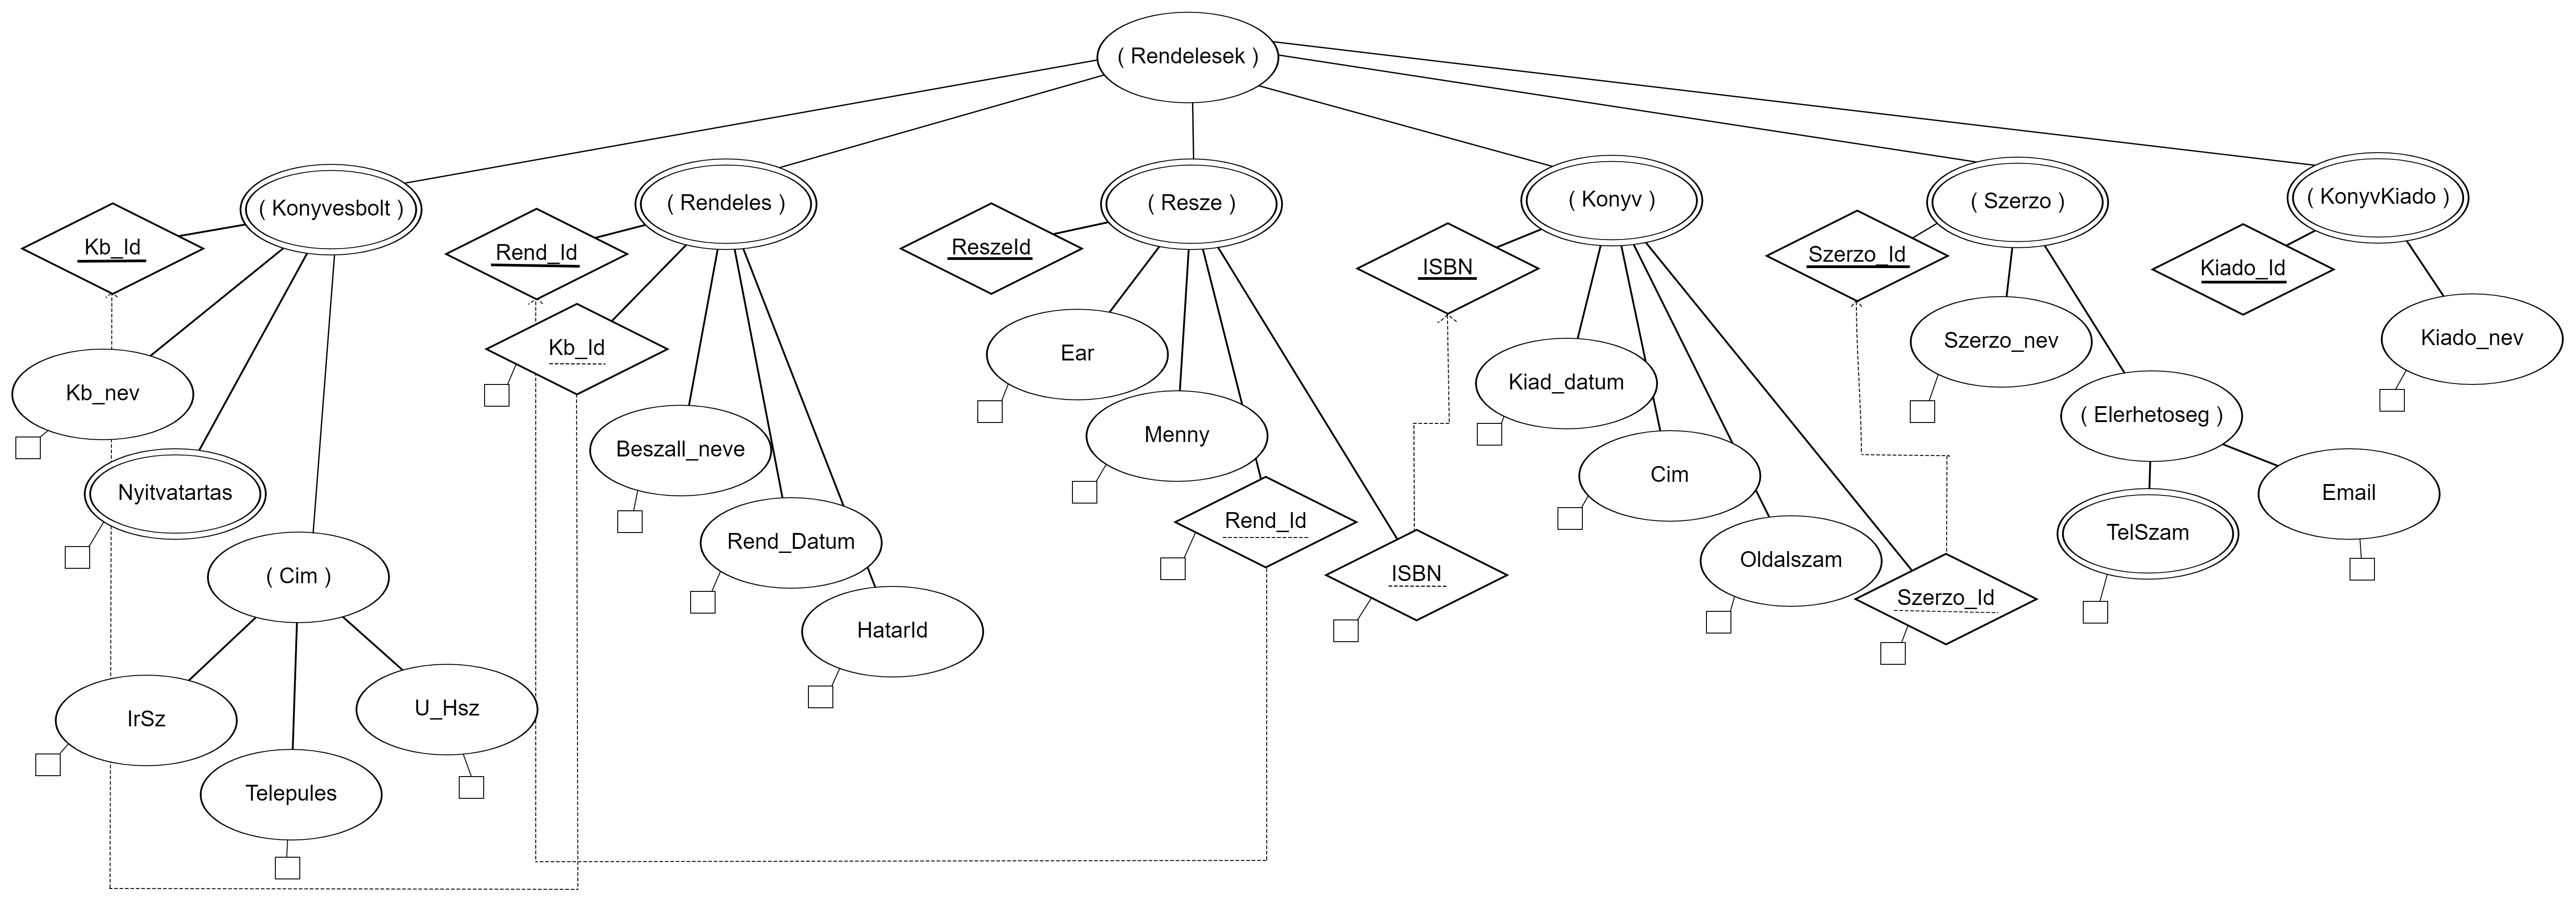 ( Rendelesek )
( Konyvesbolt )
( Rendeles )
( Resze )
( Konyv )
( Szerzo )
( KonyvKiado )
Kb_Id
Rend_Id
ReszeId
ISBN
Szerzo_Id
Kiado_Id
Kb_Id
Ear
Kiad_datum
Szerzo_nev
Kiado_nev
Kb_nev
Beszall_neve
Menny
Cim
( Elerhetoseg )
Nyitvatartas
Rend_Datum
Rend_Id
Oldalszam
TelSzam
Email
( Cim )
HatarId
ISBN
Szerzo_Id
IrSz
U_Hsz
Telepules